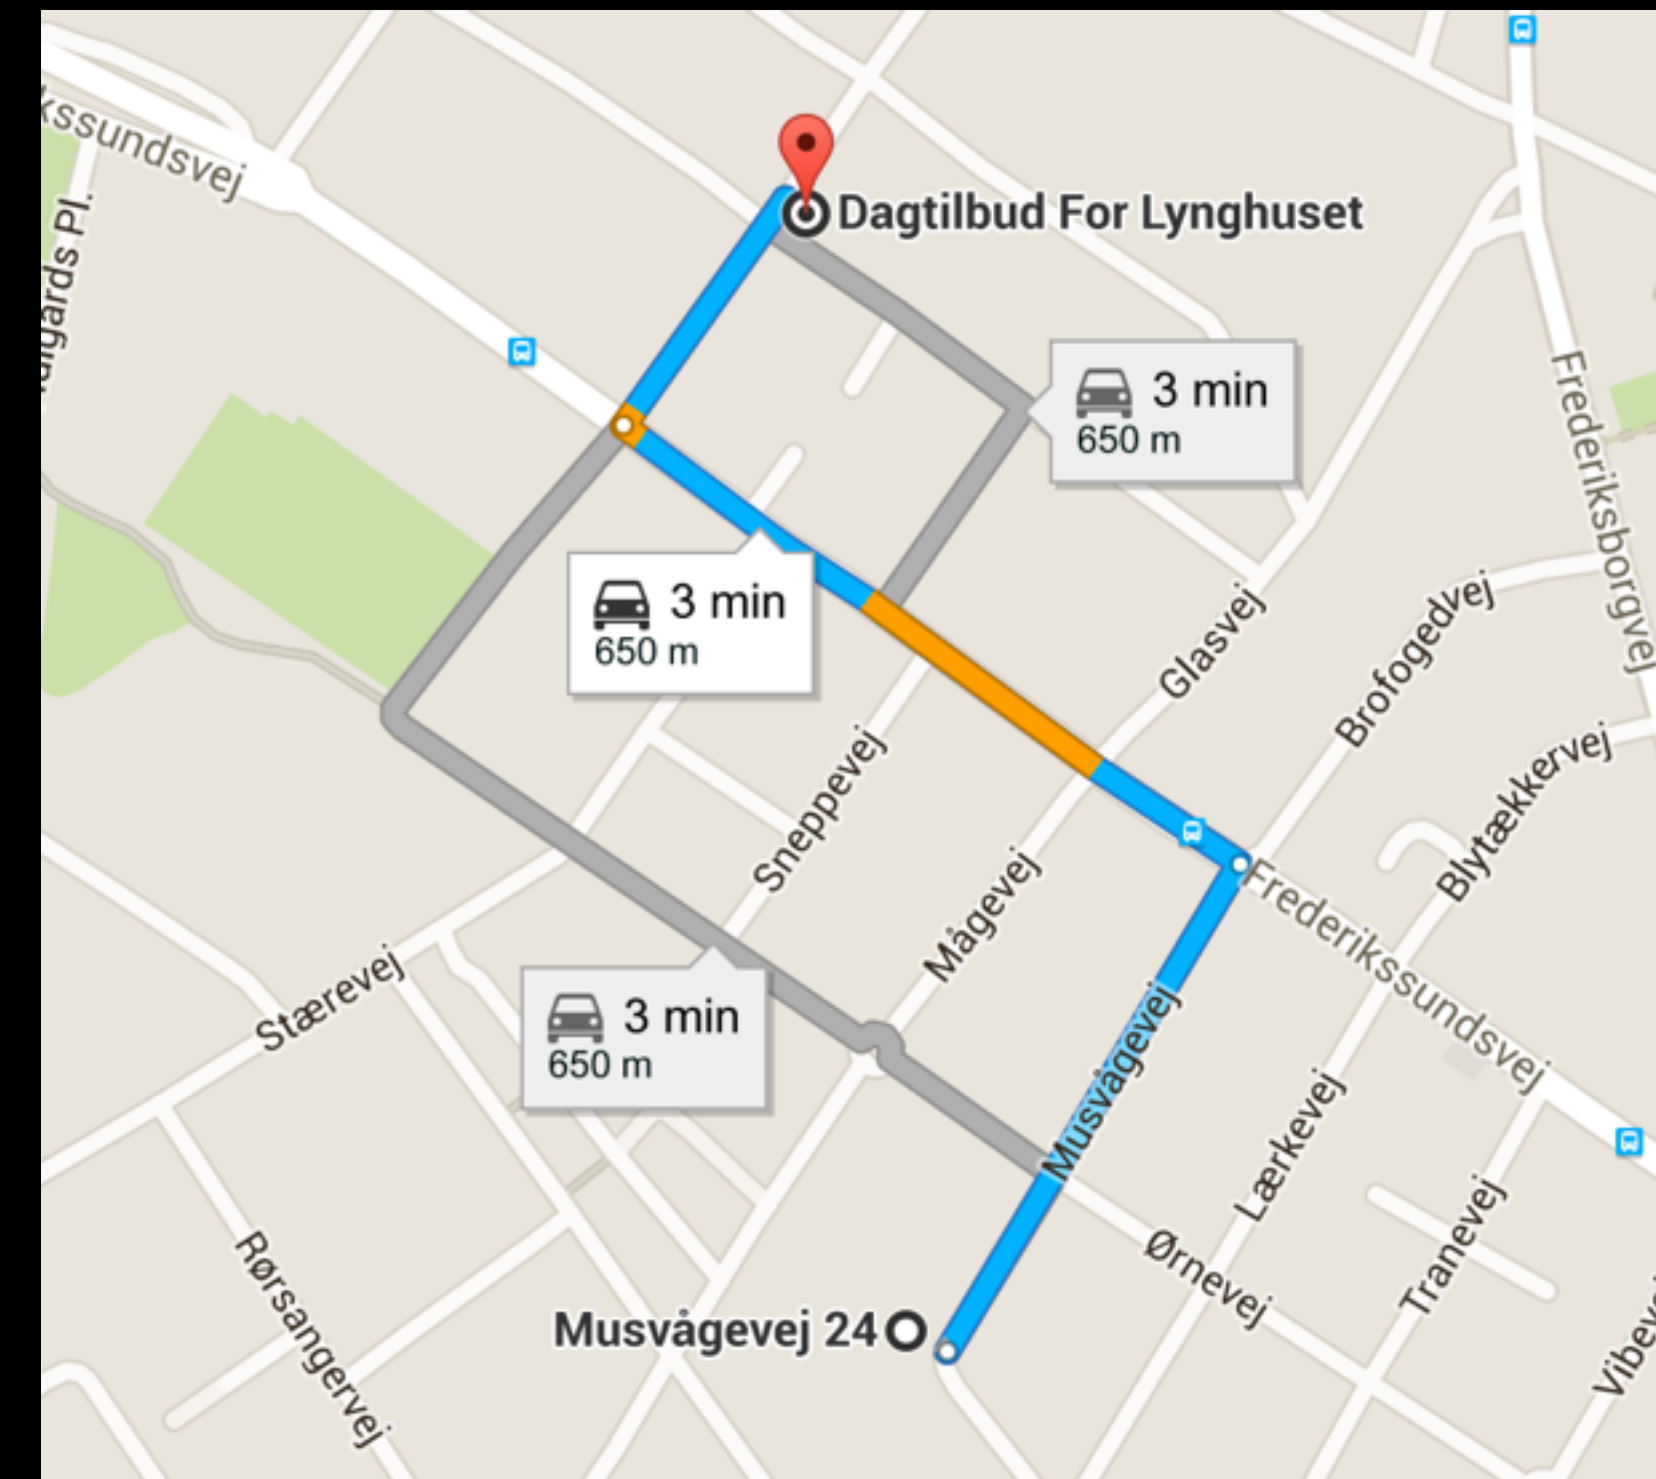 Dagtilbud For Lynghuset
3 min
650 m
Frederiksborgvej
3 min
650 m
Glasvej
Brofogedvej
Blytækkervej
Sneppevej
Mågevej
Frederikssundsvej
Stærevej
3 min
650 m
Musvågevej
Lærkevej
Tranevej
Ørnevej
Rørsangervej
Musvågevej 24